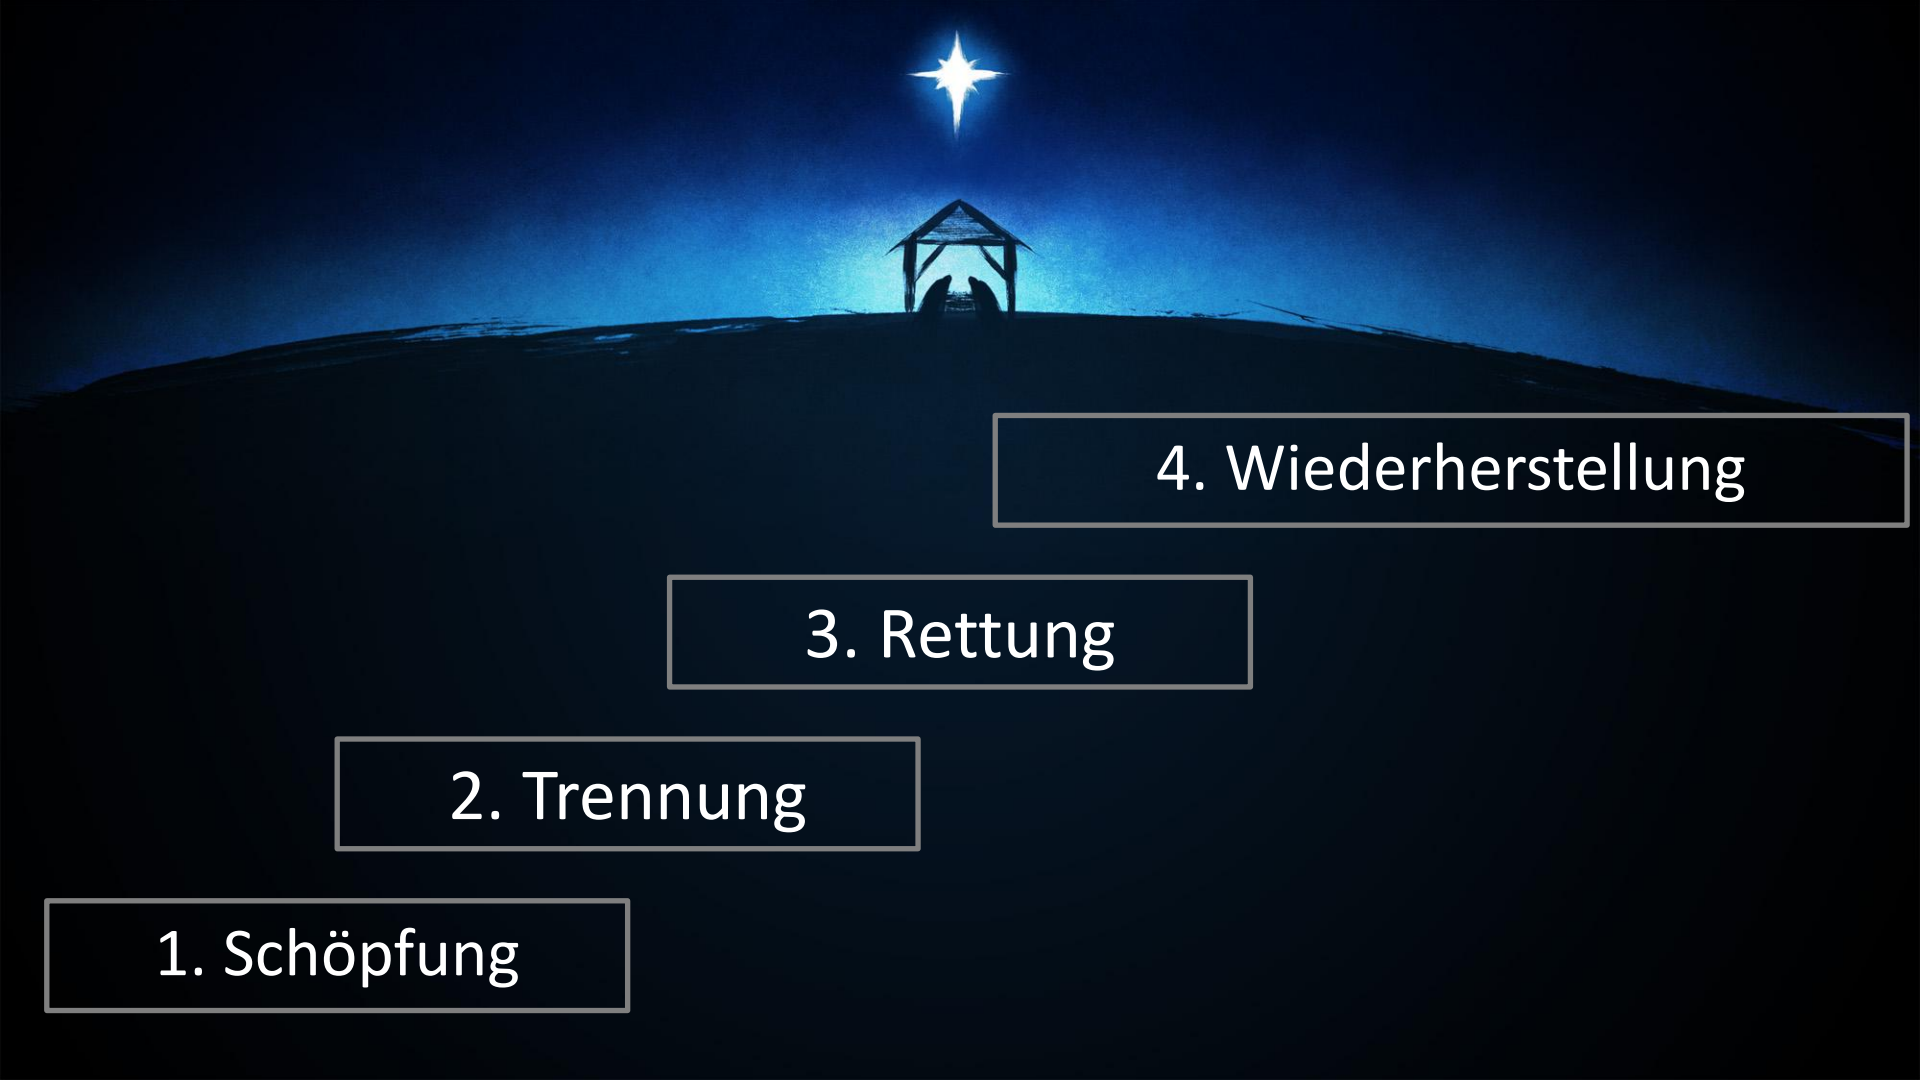 4. Wiederherstellung
3. Rettung
2. Trennung
1. Schöpfung